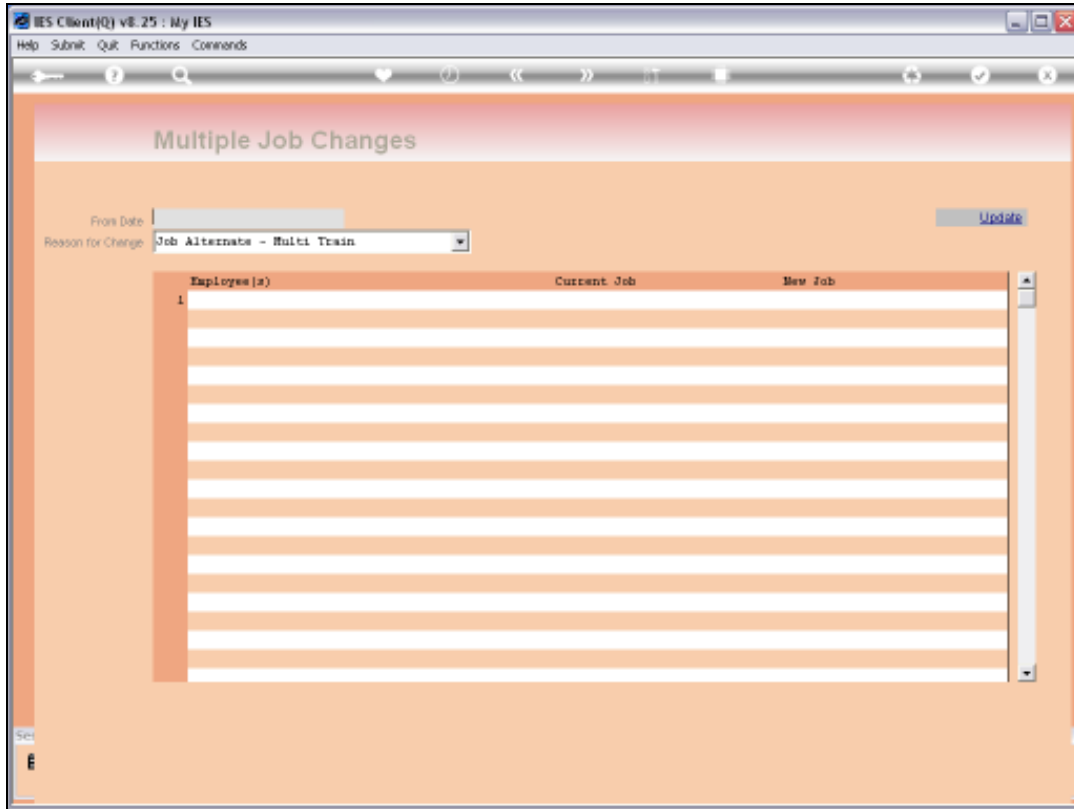 IES Client(Q) v8.25 : My IES
Help Submit Quit Functions Commands
Multiple Job Changes
From Date
Update
Reason for Change Job Alternate - Multi Train
Employee(s) Current Job New Job
1